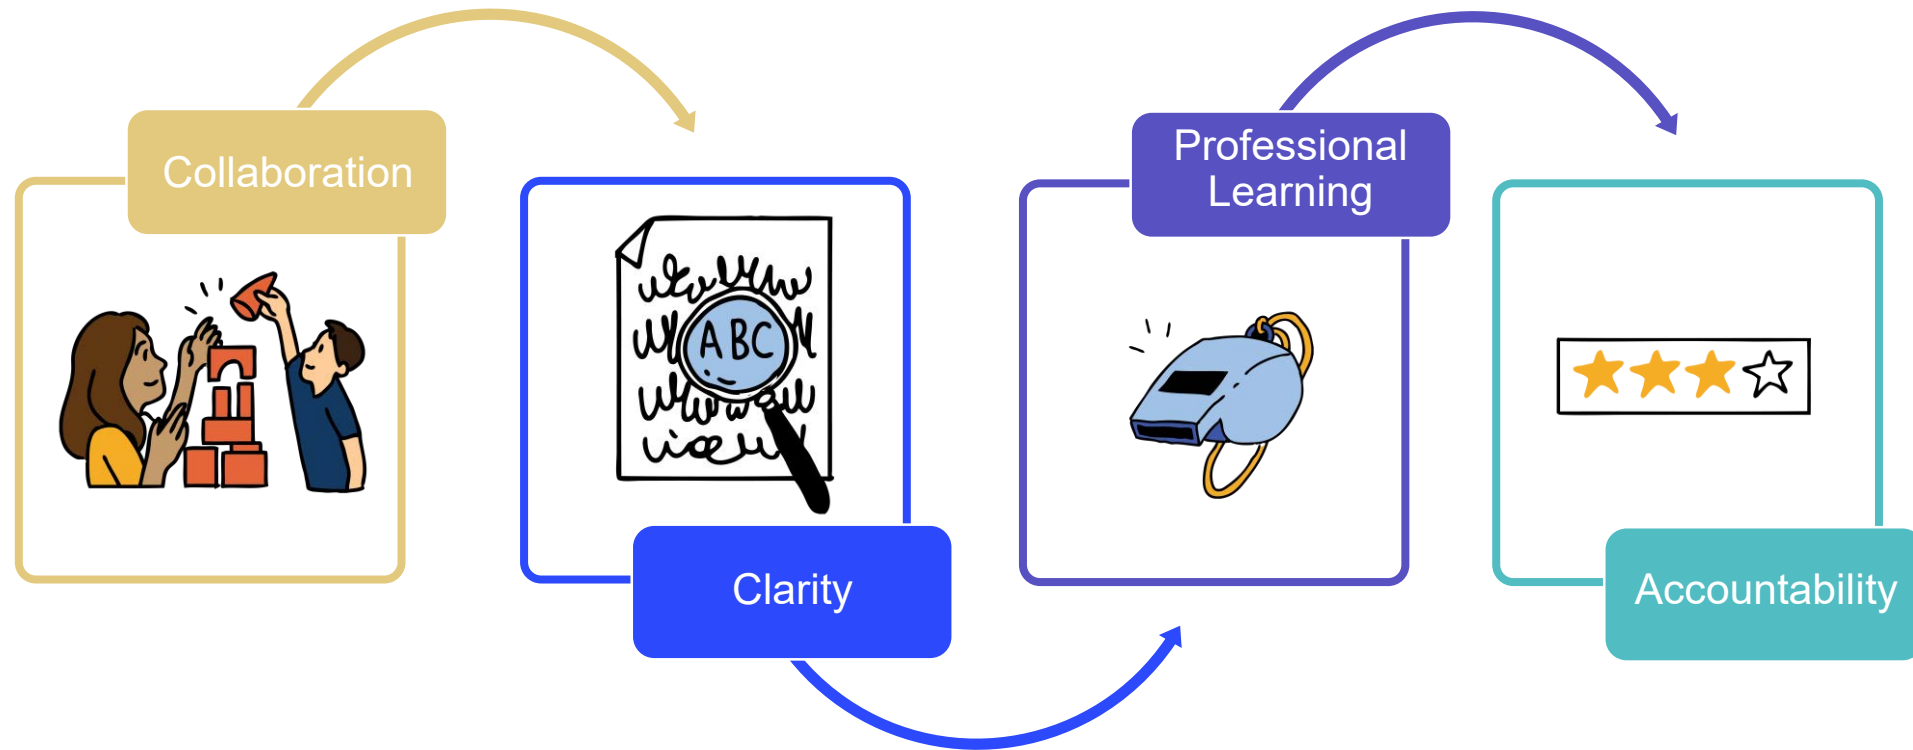 Collaboration
ABC
Clarity
Professional
Learning
Accountability